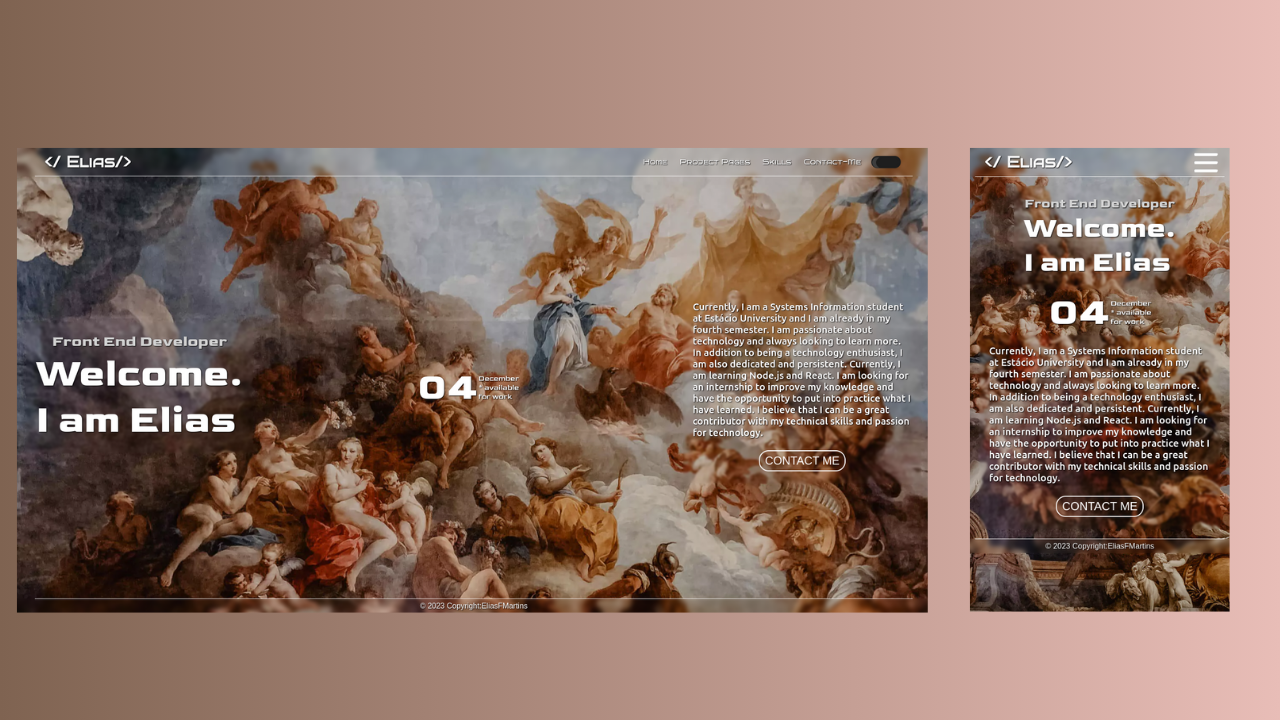 </ Elias/>
Home Project Pages Skills Contact-Me
Front End Developer
Welcome.
I am Elias
04
December
* available
for work
Currently, I am a Systems Information student
at Estácio University and I am already in my
fourth semester. I am passionate about
technology and always looking to learn more.
In addition to being a technology enthusiast, I
am also dedicated and persistent. Currently, I
am learning Node.js and React. I am looking for
an internship to improve my knowledge and
have the opportunity to put into practice what I
have learned. I believe that I can be a great
contributor with my technical skills and passion
for technology.
CONTACT ME
© 2023 Copyright:EliasFMartins
</ Elias/>
Front End Developer
Welcome.
I am Elias
04
December
* available
for work
Currently, I am a Systems Information student
at Estácio University and I am already in my
fourth semester. I am passionate about
technology and always looking to learn more.
In addition to being a technology enthusiast, I
am also dedicated and persistent. Currently, I
am learning Node.js and React. I am looking for
an internship to improve my knowledge and
have the opportunity to put into practice what I
have learned. I believe that I can be a great
contributor with my technical skills and passion
for technology.
CONTACT ME
© 2023 Copyright:EliasFMartins